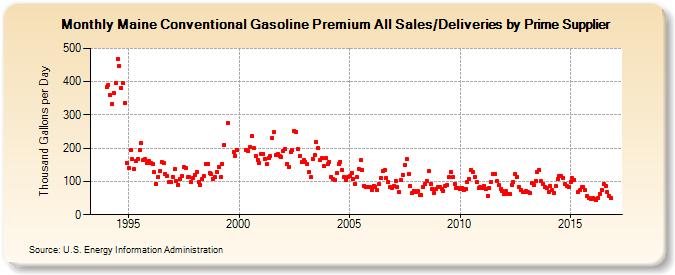 Monthly Maine Conventional Gasoline Premium All Sales/Deliveries by Prime Supplier
Thousand Gallons per Day
500
400
300
200
100
0
1995 2000 2005 2010 2015
Source: U.S. Energy Information Administration